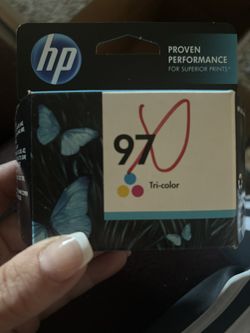 hp
PROVEN
PERFORMANCE
FOR SUPERIOR PRINTS*
97
Tri-color